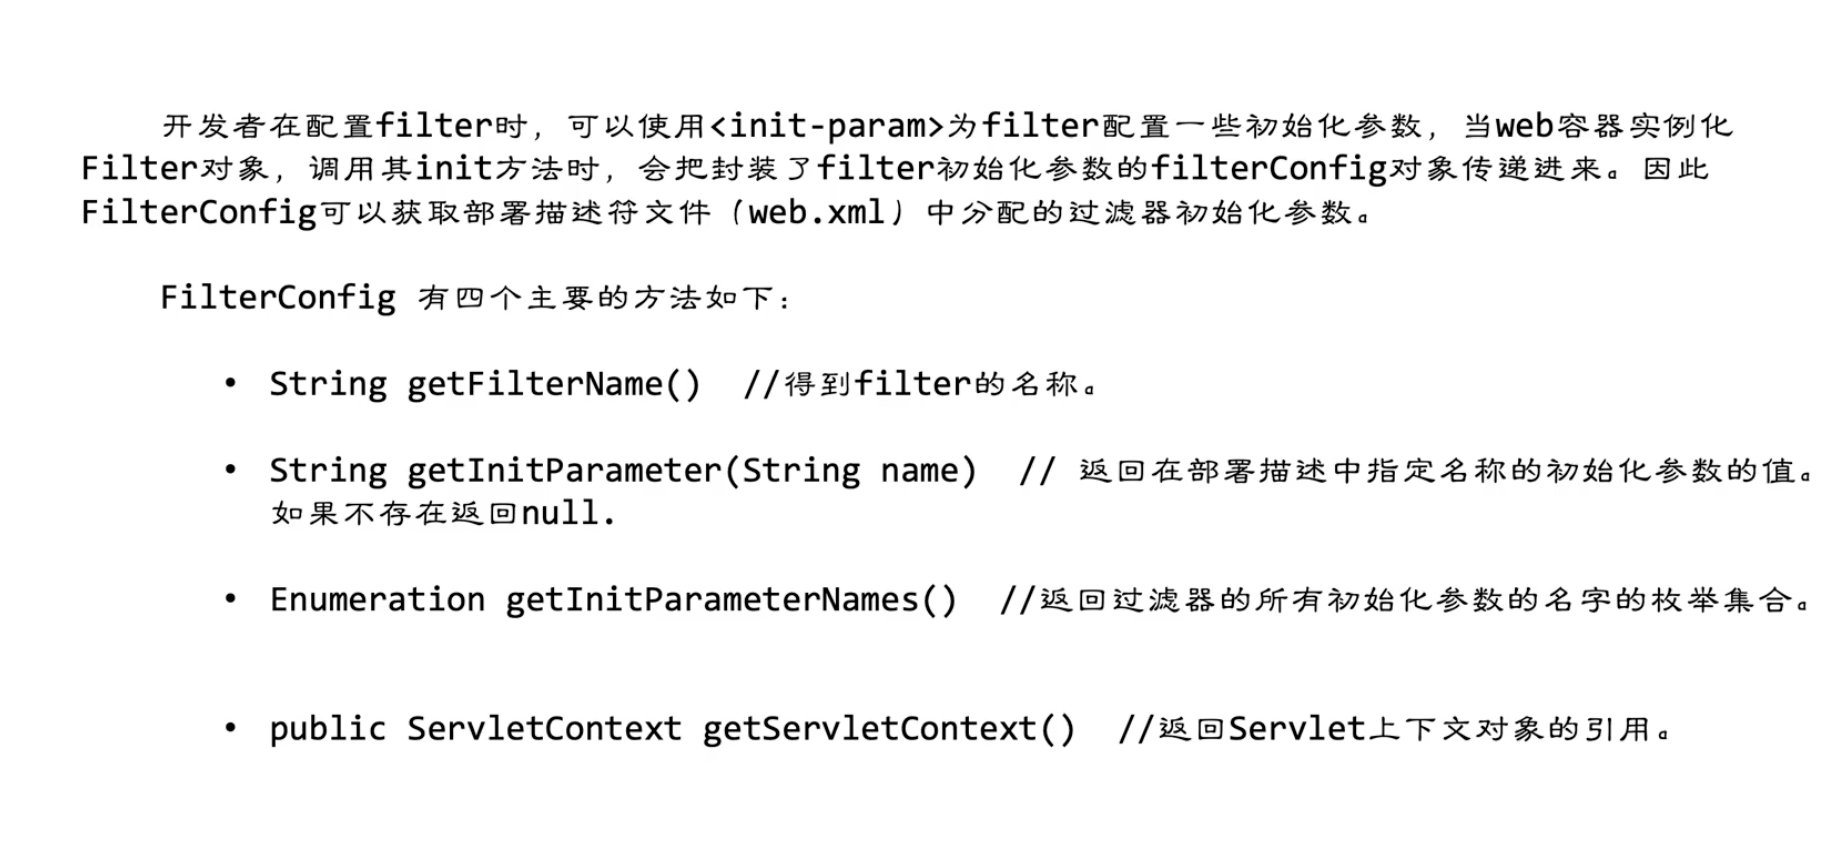 开发者在配置filter时，可以使用<init-param>为filter配置一些初始化参数，当web容器实例化
Filter对象，调用其init方法时，会把封装了filter初始化参数的filterConfig对象传递进来。因此
FilterConfig可以获取部署描述符文件（web.xml）中分配的过滤器初始化参数。
FilterConfig 有四个主要的方法如下：
• String getFilterName()  //得到filter的名称。
• String getInitParameter(String name)  // 返回在部署描述中指定名称的初始化参数的值。
如果不存在返回null.
• Enumeration getInitParameterNames()  //返回过滤器的所有初始化参数的名字的枚举集合。
• public ServletContext getServletContext()  //返回Servlet上下文对象的引用。